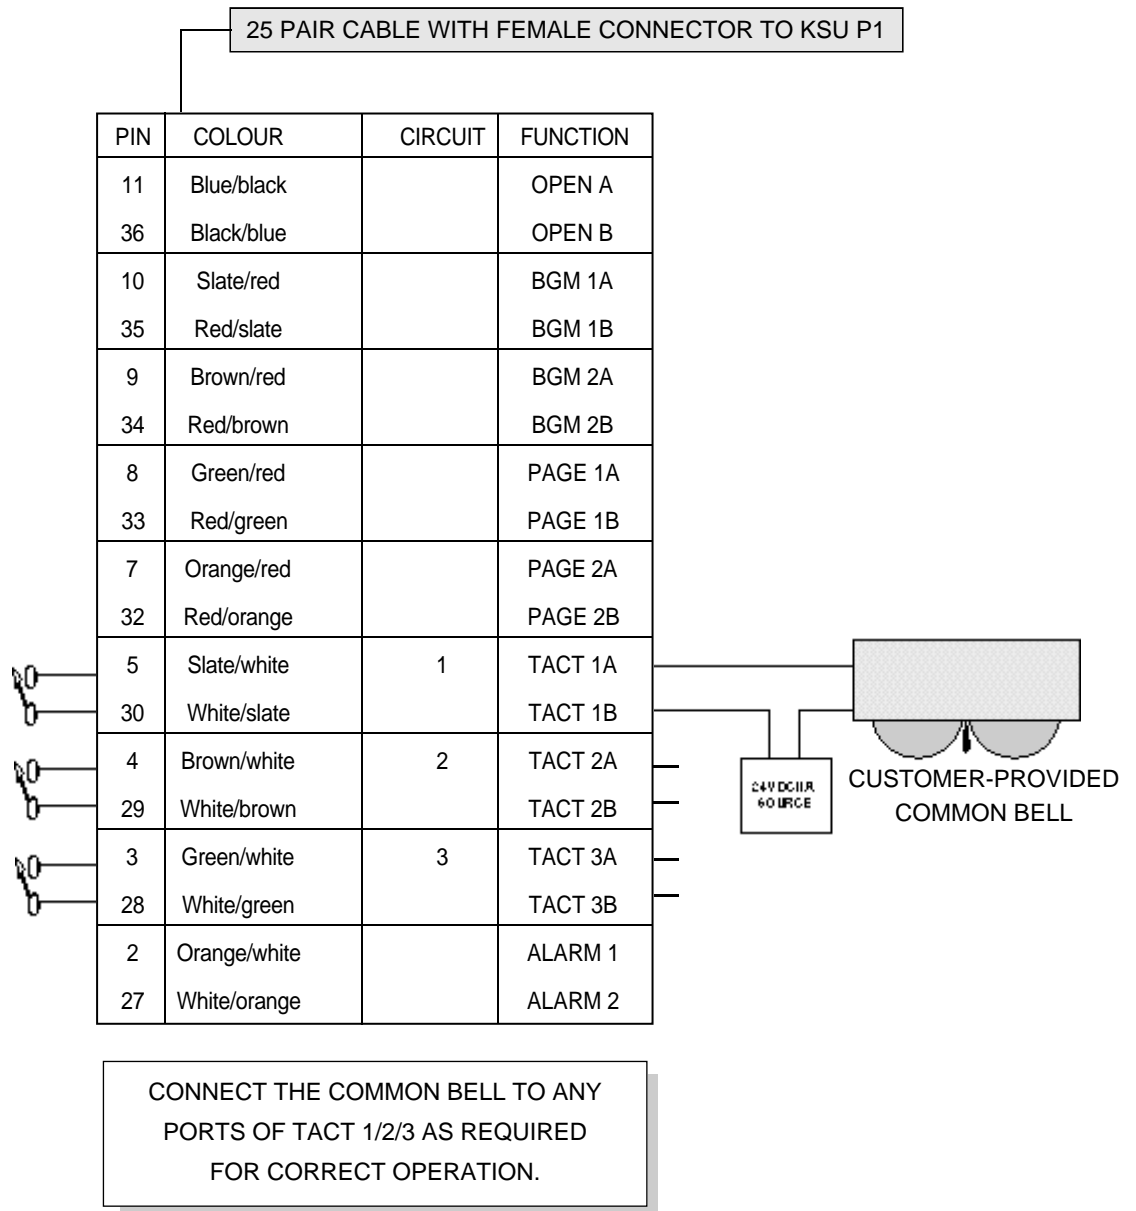 25 PAIR CABLE WITH FEMALE CONNECTOR TO KSU P1
PIN COLOUR CIRCUIT FUNCTION
11 Blue/black OPEN A
36 Black/blue OPEN B
10 Slate/red BGM 1A
35 Red/slate BGM 1B
9 Brown/red BGM 2A
34 Red/brown BGM 2B
8 Green/red PAGE 1A
33 Red/green PAGE 1B
7 Orange/red PAGE 2A
32 Red/orange PAGE 2B
5 Slate/white 1 TACT 1A
30 White/slate TACT 1B
4 Brown/white 2 TACT 2A
29 White/brown TACT 2B
3 Green/white 3 TACT 3A
28 White/green TACT 3B
2 Orange/white ALARM 1
27 White/orange ALARM 2
SOURCE
CUSTOMER-PROVIDED
COMMON BELL
CONNECT THE COMMON BELL TO ANY
PORTS OF TACT 1/2/3 AS REQUIRED
FOR CORRECT OPERATION.